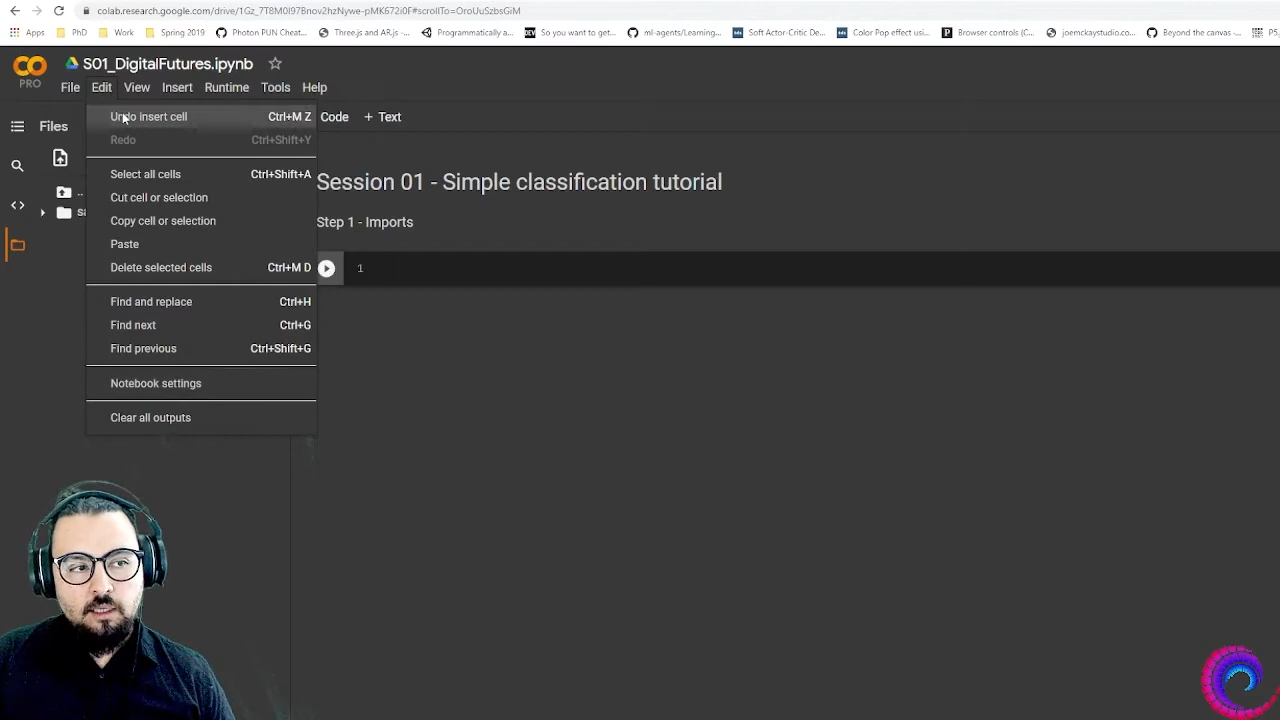 colab.research.google.com/drive/1Gz_7T8M0I97Bnov2hzNywe-pMK672i0F#scrollTo=OroUuSzbsGiM
Apps PhD Work Spring 2019 Photon PUN Cheat... Three.js and AR.js -... Programmatically a... So you want to get... ml-agents/Learning... Soft Actor-Critic De... Color Pop effect usi... Browser controls (C... joemckaystudio.co... Beyond the canvas -... P5
CO S01_DigitalFutures.ipynb
PRO File Edit View Insert Runtime Tools Help
Undo insert cell Ctrl+M Z Code + Text
Files
Redo Ctrl+Shift+Y
Select all cells Ctrl+Shift+A
Session 01 - Simple classification tutorial
..
Cut cell or selection
sa
Copy cell or selection
Step 1 - Imports
Paste
Delete selected cells Ctrl+M D
1
Find and replace Ctrl+H
Find next Ctrl+G
Find previous Ctrl+Shift+G
Notebook settings
Clear all outputs